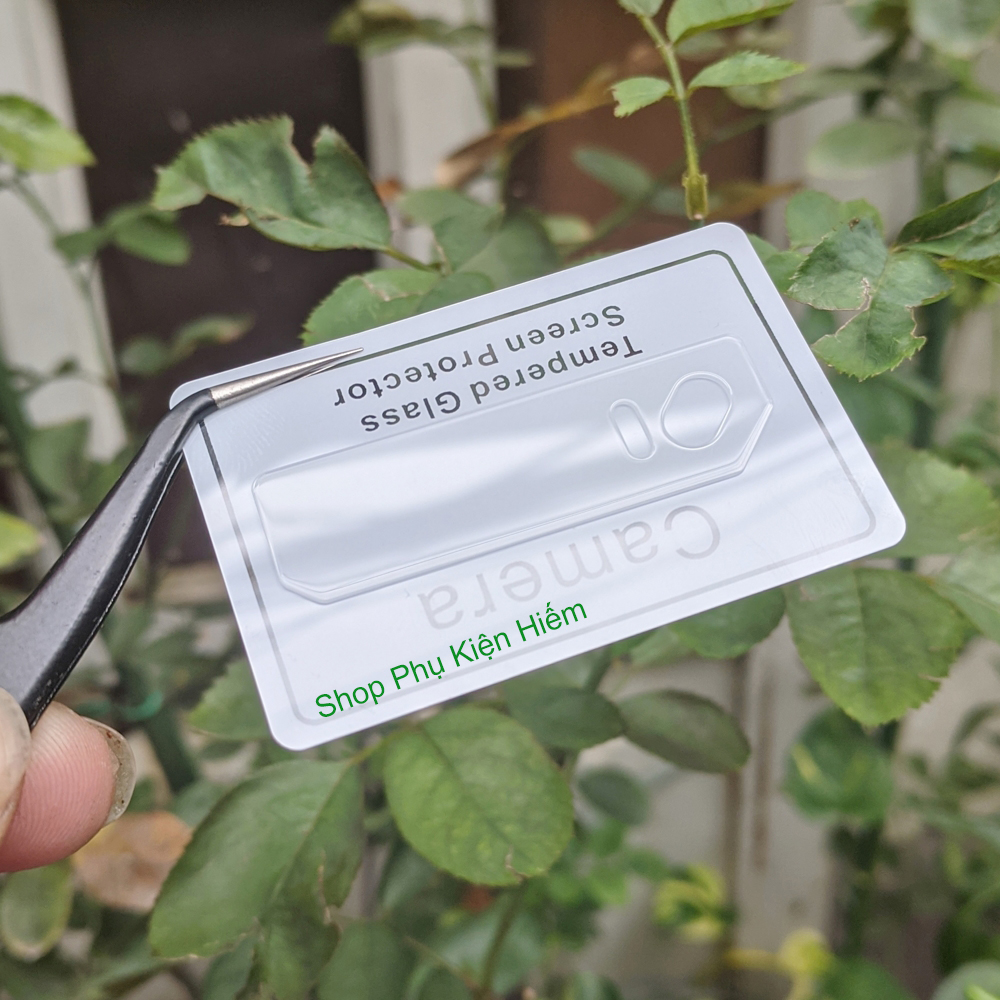 Camera
Tempered Glass
Screen Protector
Shop Phụ Kiện Hiếm